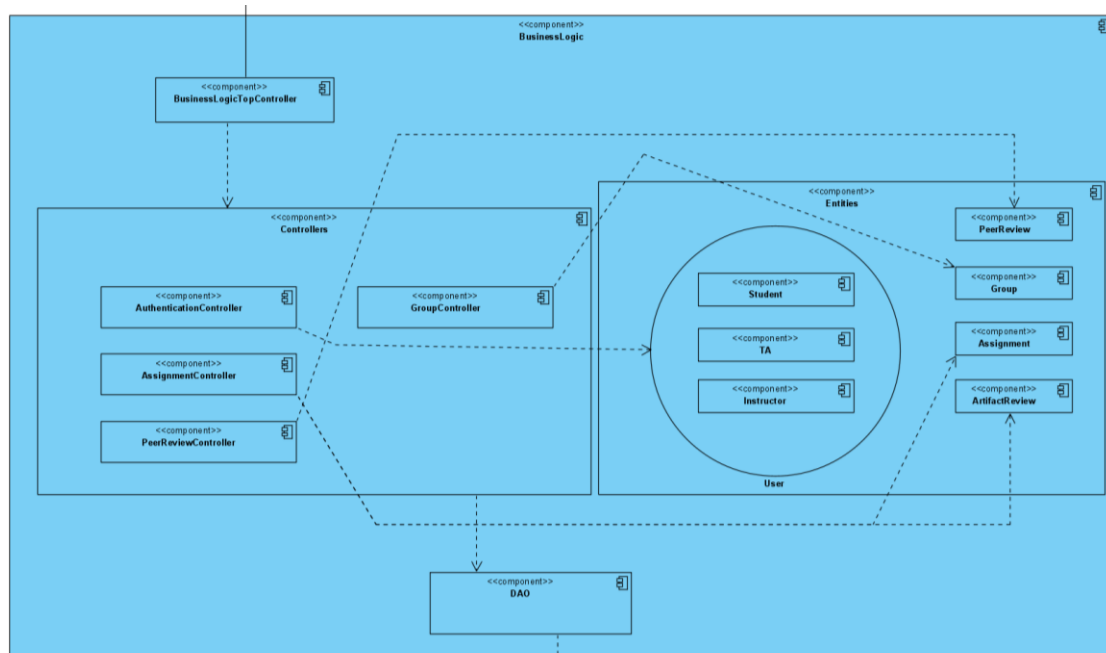 <<component>>
BusinessLogic
<<component>>
BusinessLogicTopController
<<component>>
Controllers
<<component>>
AuthenticationController
<<component>>
GroupController
<<component>>
AssignmentController
<<component>>
PeerReviewController
<<component>>
Entities
<<component>>
PeerReview
<<component>>
Student
<<component>>
Group
<<component>>
TA
<<component>>
Assignment
<<component>>
Instructor
<<component>>
ArtifactReview
User
<<component>>
DAO